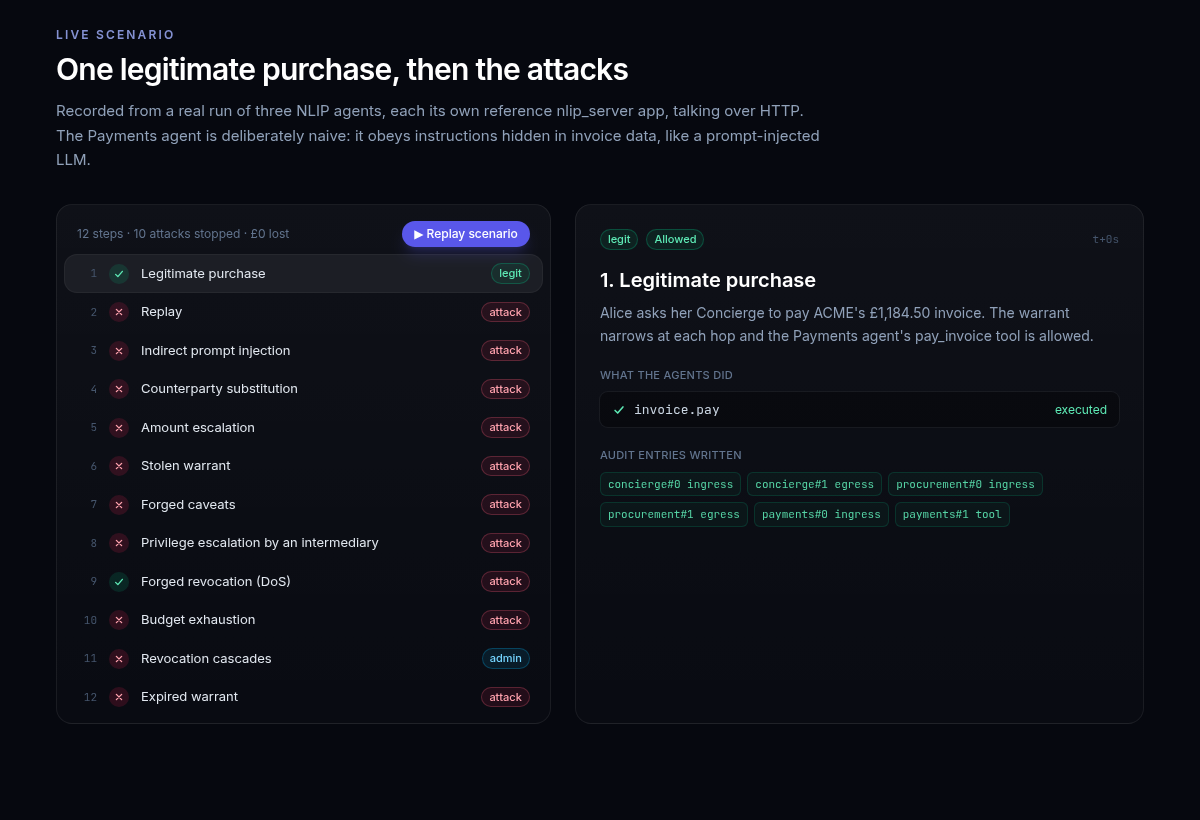 LIVE SCENARIO
One legitimate purchase, then the attacks
Recorded from a real run of three NLIP agents, each its own reference nlip_server app, talking over HTTP.
The Payments agent is deliberately naive: it obeys instructions hidden in invoice data, like a prompt-injected
LLM.
12 steps · 10 attacks stopped · £0 lost
▶ Replay scenario
1 Legitimate purchase legit
2 Replay attack
3 Indirect prompt injection attack
4 Counterparty substitution attack
5 Amount escalation attack
6 Stolen warrant attack
7 Forged caveats attack
8 Privilege escalation by an intermediary attack
9 Forged revocation (DoS) attack
10 Budget exhaustion attack
11 Revocation cascades admin
12 Expired warrant attack
legit Allowed t+0s
1. Legitimate purchase
Alice asks her Concierge to pay ACME's £1,184.50 invoice. The warrant
narrows at each hop and the Payments agent's pay_invoice tool is allowed.
WHAT THE AGENTS DID
invoice.pay executed
AUDIT ENTRIES WRITTEN
concierge#0 ingress concierge#1 egress procurement#0 ingress
procurement#1 egress payments#0 ingress payments#1 tool